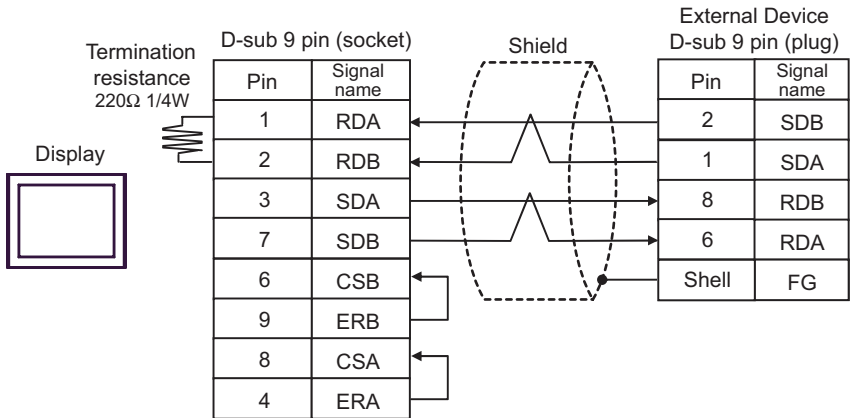 External Device
D-sub 9 pin (socket)
Shield
D-sub 9 pin (plug)
Termination
resistance
220Ω 1/4W
Display
Pin Signal name
1 RDA
2 RDB
3 SDA
7 SDB
6 CSB
9 ERB
8 CSA
4 ERA
Pin Signal name
2 SDB
1 SDA
8 RDB
6 RDA
Shell FG